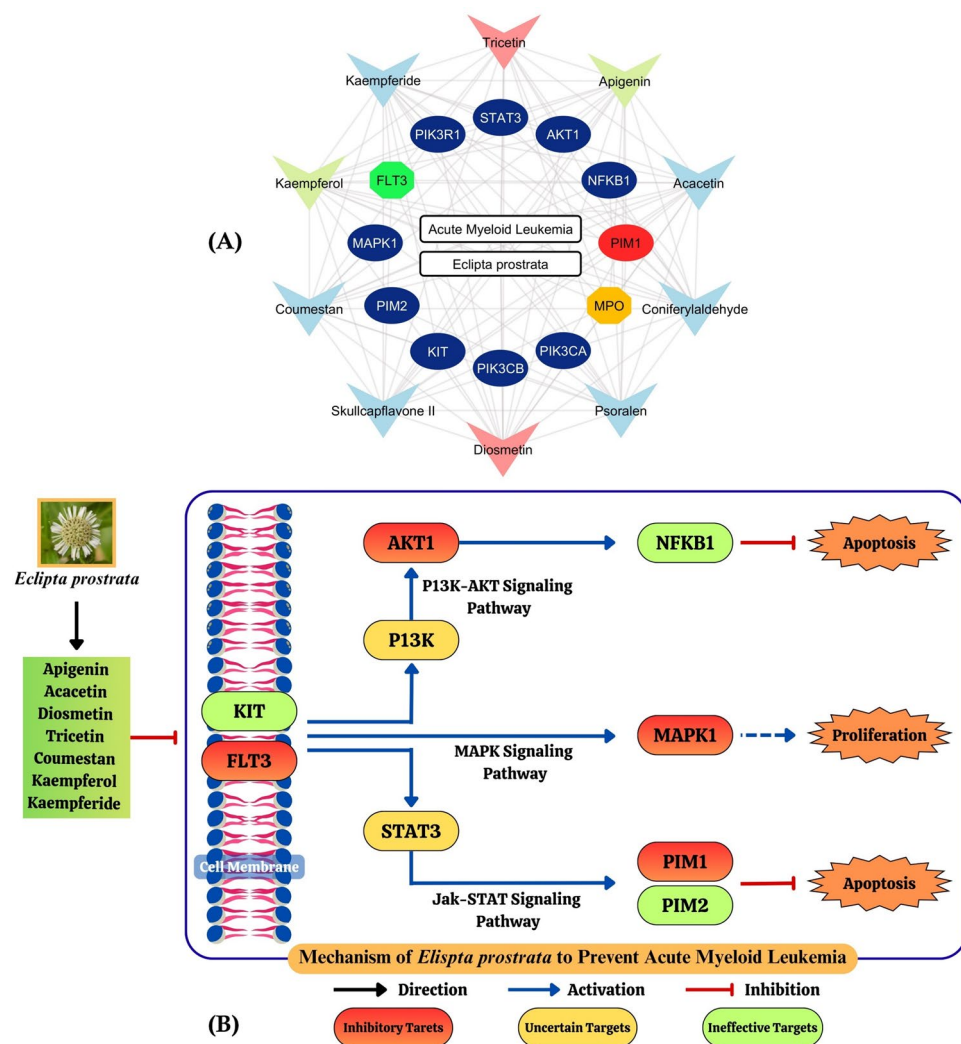 Tricetin
Kaempferide
Apigenin
STAT3
PIK3R1
AKT1
Kaempferol
FLT3
NFKB1
Acacetin
(A)
Acute Myeloid Leukemia
MAPK1
PIM1
Eclipta prostrata
Coumestan
PIM2
MPO
Coniferylaldehyde
KIT
PIK3CB
PIK3CA
Skullcapflavone II
Psoralen
Diosmetin
Eclipta prostrata
Apigenin
Acacetin
Diosmetin
Tricetin
Coumestan
Kaempferol
Kaempferide
KIT
FLT3
Cell Membrane
AKT1
NFKB1
Apoptosis
P13K-AKT Signaling
Pathway
P13K
MAPK1
Proliferation
MAPK Signaling
Pathway
STAT3
PIM1
PIM2
Apoptosis
Jak-STAT Signaling
Pathway
Mechanism of Elispta prostrata to Prevent Acute Myeloid Leukemia
Direction
Activation
Inhibition
(B)
Inhibitory Tarets
Uncertain Targets
Ineffective Targets